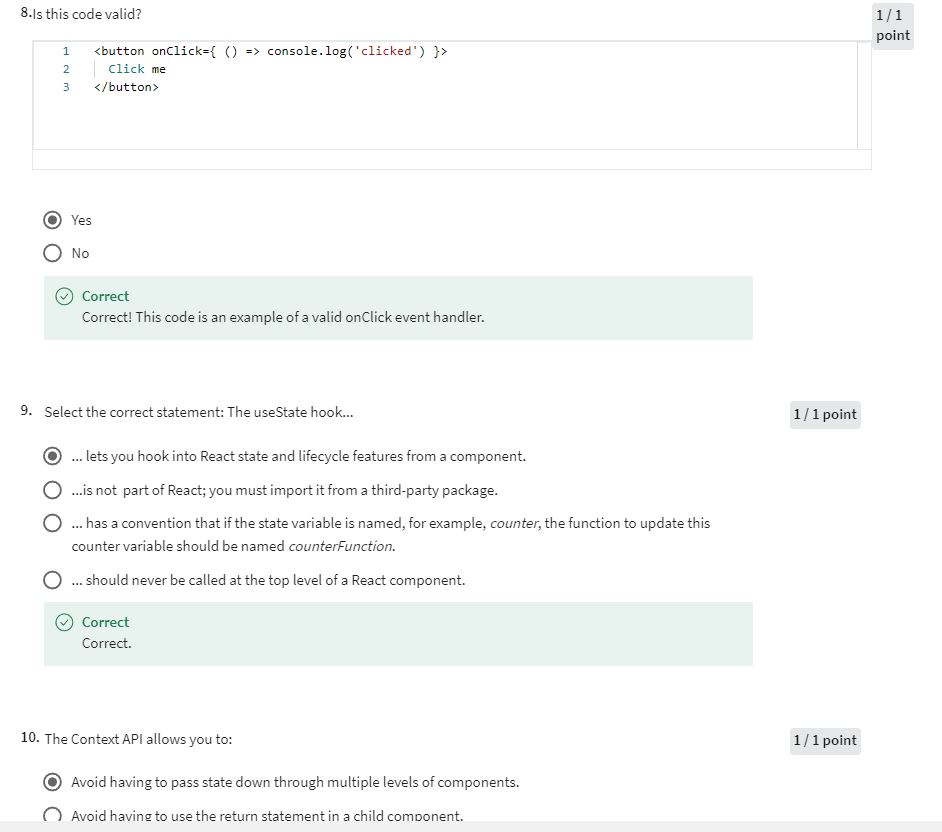 8.Is this code valid?
1 / 1
point
1 <button onClick={ () => console.log('clicked') }>
2 Click me
3 </button>
Yes
No
Correct
Correct! This code is an example of a valid onClick event handler.
9. Select the correct statement: The useState hook...
1 / 1 point
... lets you hook into React state and lifecycle features from a component.
...is not part of React; you must import it from a third-party package.
... has a convention that if the state variable is named, for example, counter, the function to update this
counter variable should be named counterFunction.
... should never be called at the top level of a React component.
Correct
Correct.
10. The Context API allows you to:
1 / 1 point
Avoid having to pass state down through multiple levels of components.
Avoid having to use the return statement in a child component.